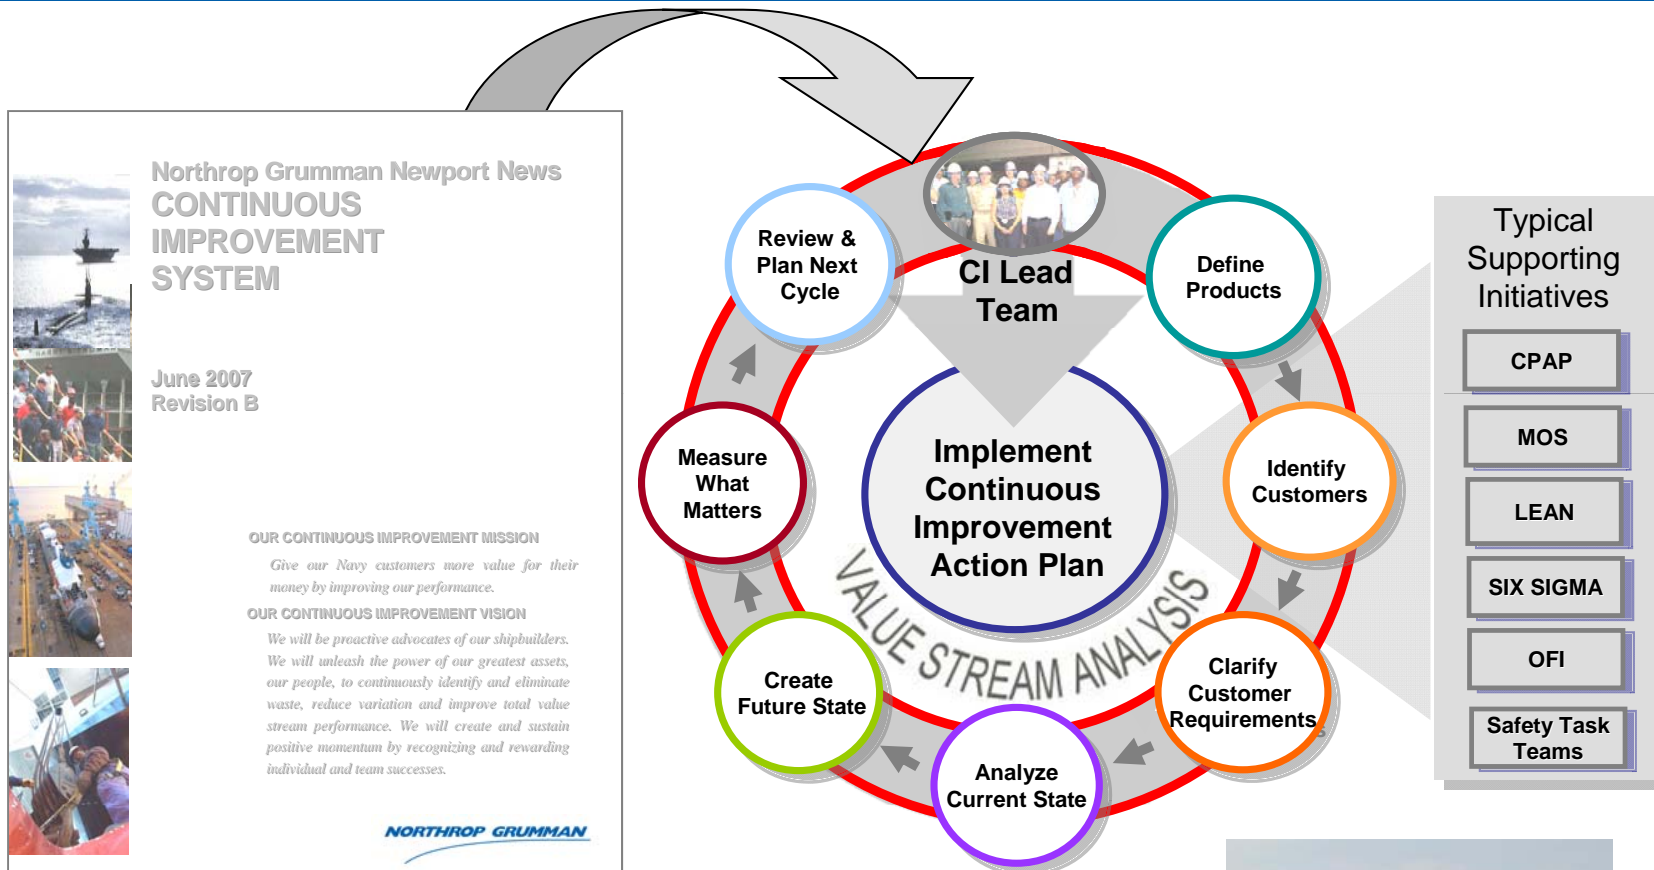 Northrop Grumman Newport News
CONTINUOUS
IMPROVEMENT
SYSTEM
June 2007
Revision B
OUR CONTINUOUS IMPROVEMENT MISSION
Give our Navy customers more value for their
money by improving our performance.
OUR CONTINUOUS IMPROVEMENT VISION
We will be proactive advocates of our shipbuilders.
We will unleash the power of our greatest assets,
our people, to continuously identify and eliminate
waste, reduce variation and improve total value
stream performance. We will create and sustain
positive momentum by recognizing and rewarding
individual and team successes.
NORTHROP GRUMMAN
CI Lead
Team
Define
Products
Identify
Customers
Clarify
Customer
Requirements
Analyze
Current State
Create
Future State
Measure
What
Matters
Review &
Plan Next
Cycle
Implement
Continuous
Improvement
Action Plan
VALUE STREAM ANALYSIS
Typical
Supporting
Initiatives
CPAP
MOS
LEAN
SIX SIGMA
OFI
Safety Task
Teams